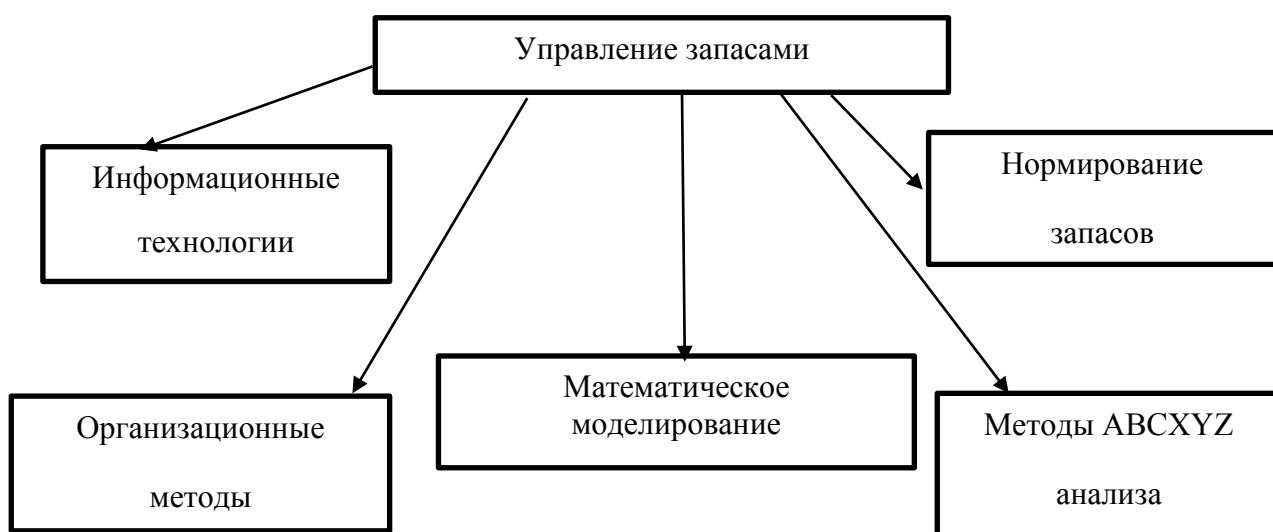 Управление запасами
Информационные
технологии
Нормирование
запасов
Организационные
методы
Математическое
моделирование
Методы ABCXYZ
анализа